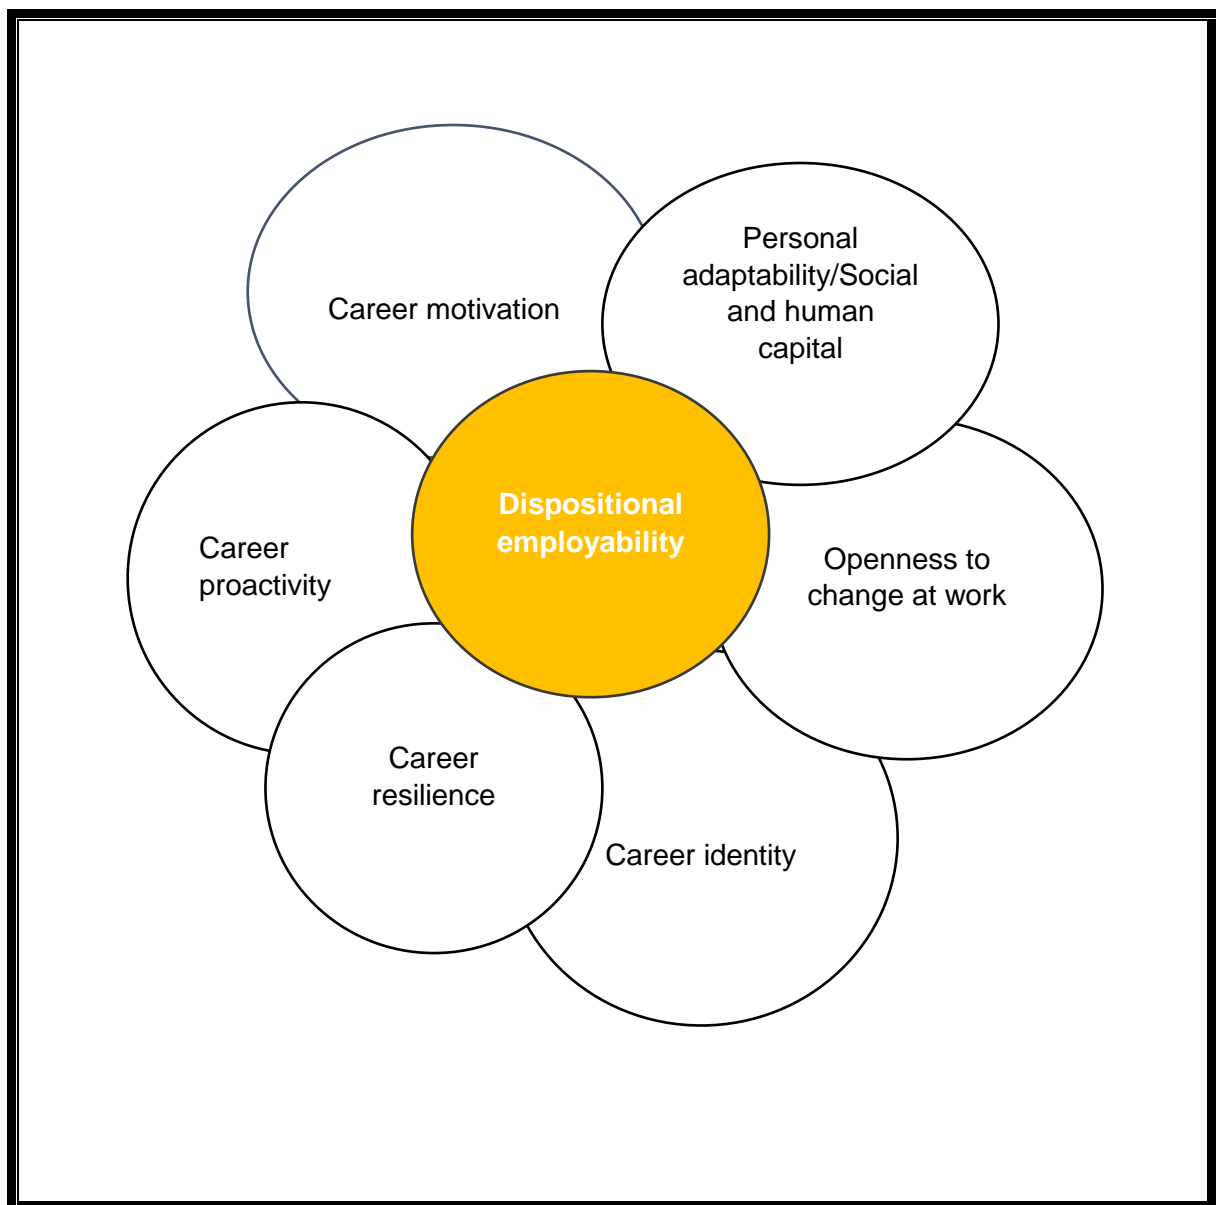 Personal
adaptability/Social
and human
capital
Career motivation
Dispositional
employability
Career
proactivity
Openness to
change at work
Career
resilience
Career identity